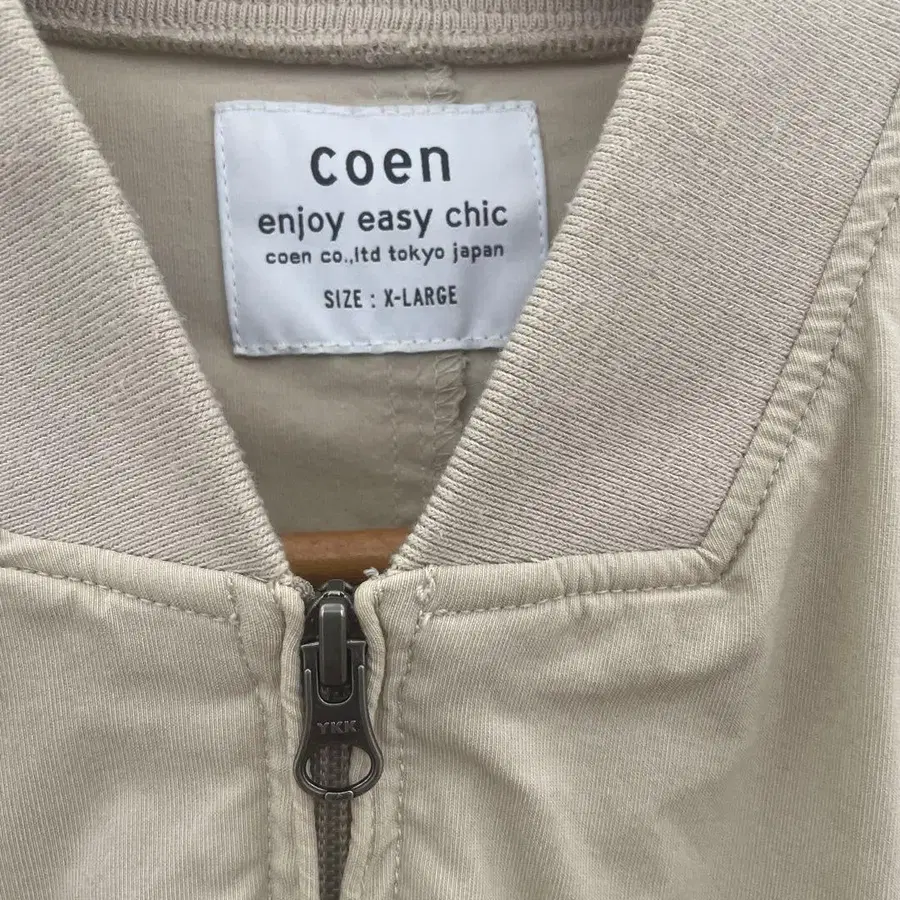 coen
enjoy easy chic
coen co.,ltd tokyo japan
SIZE : X-LARGE
YKK